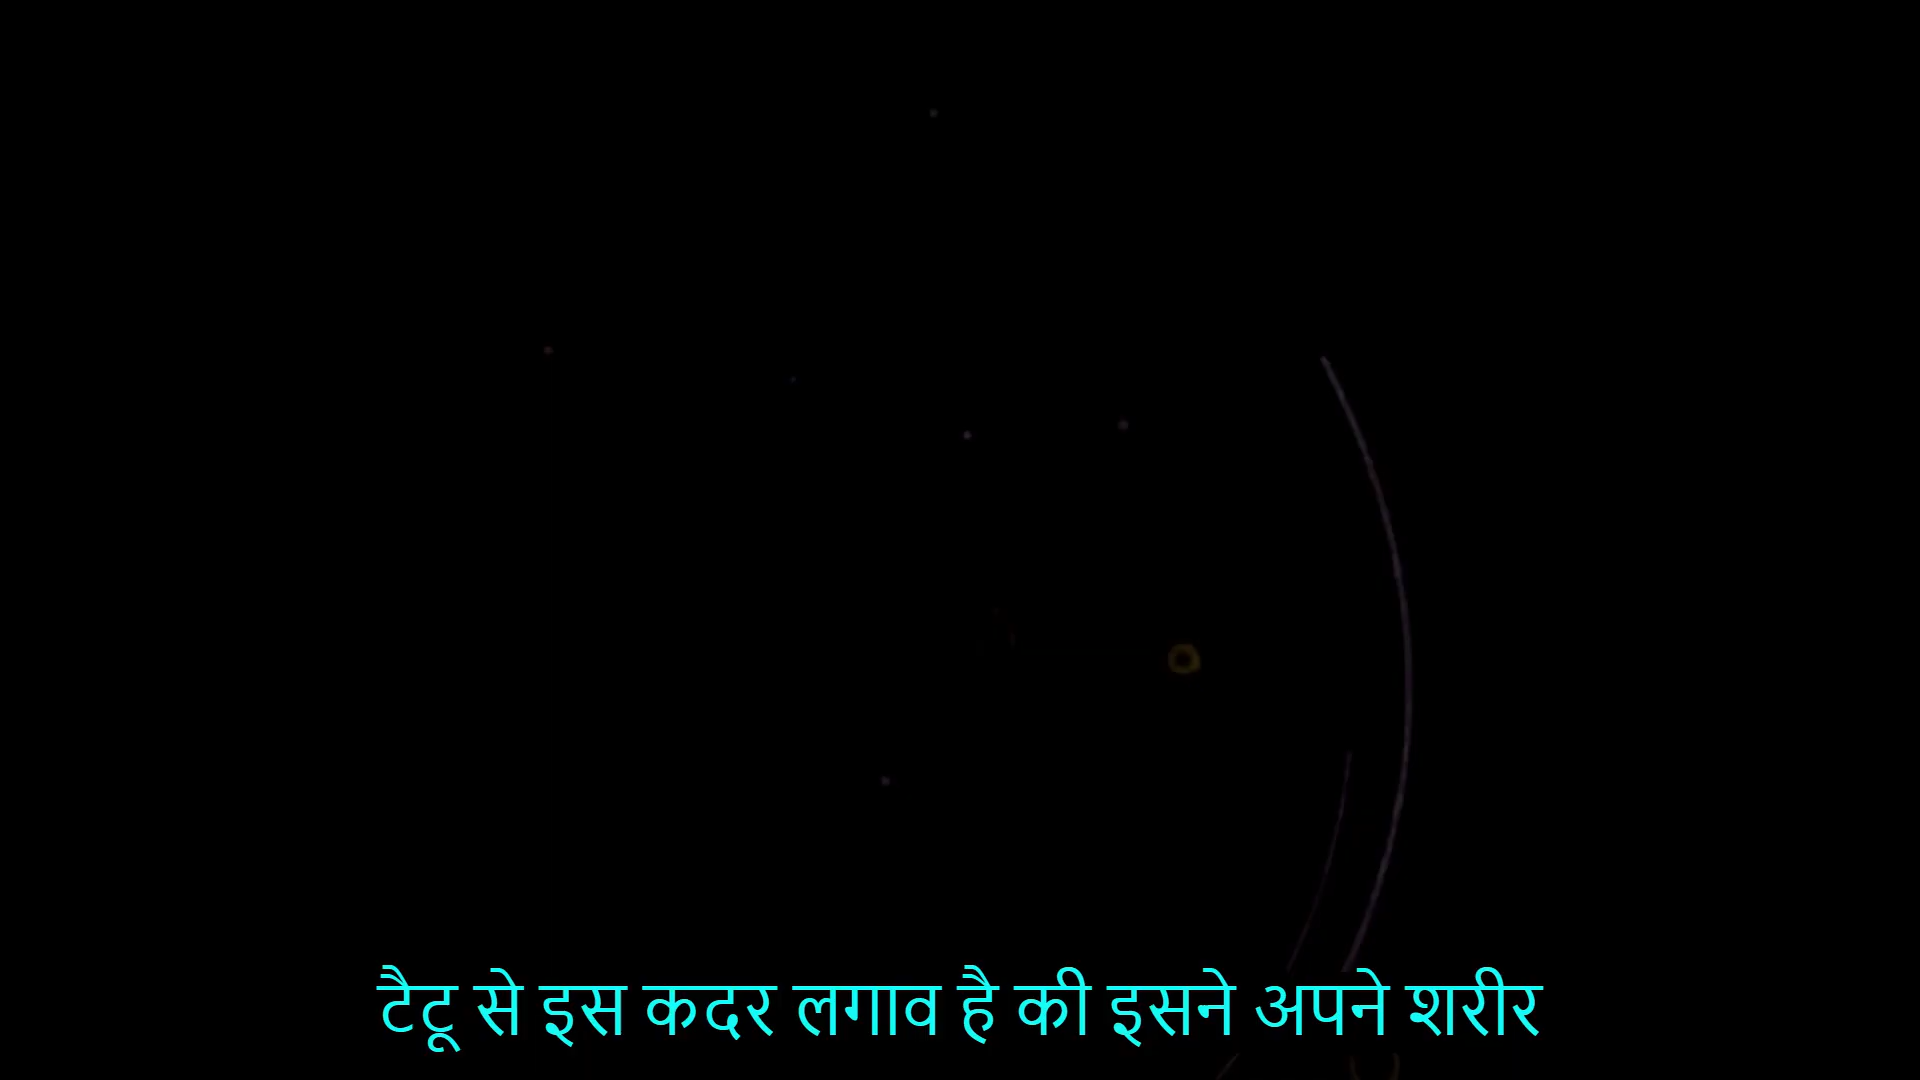 टैटू से इस कदर लगाव है की इसने अपने शरीर